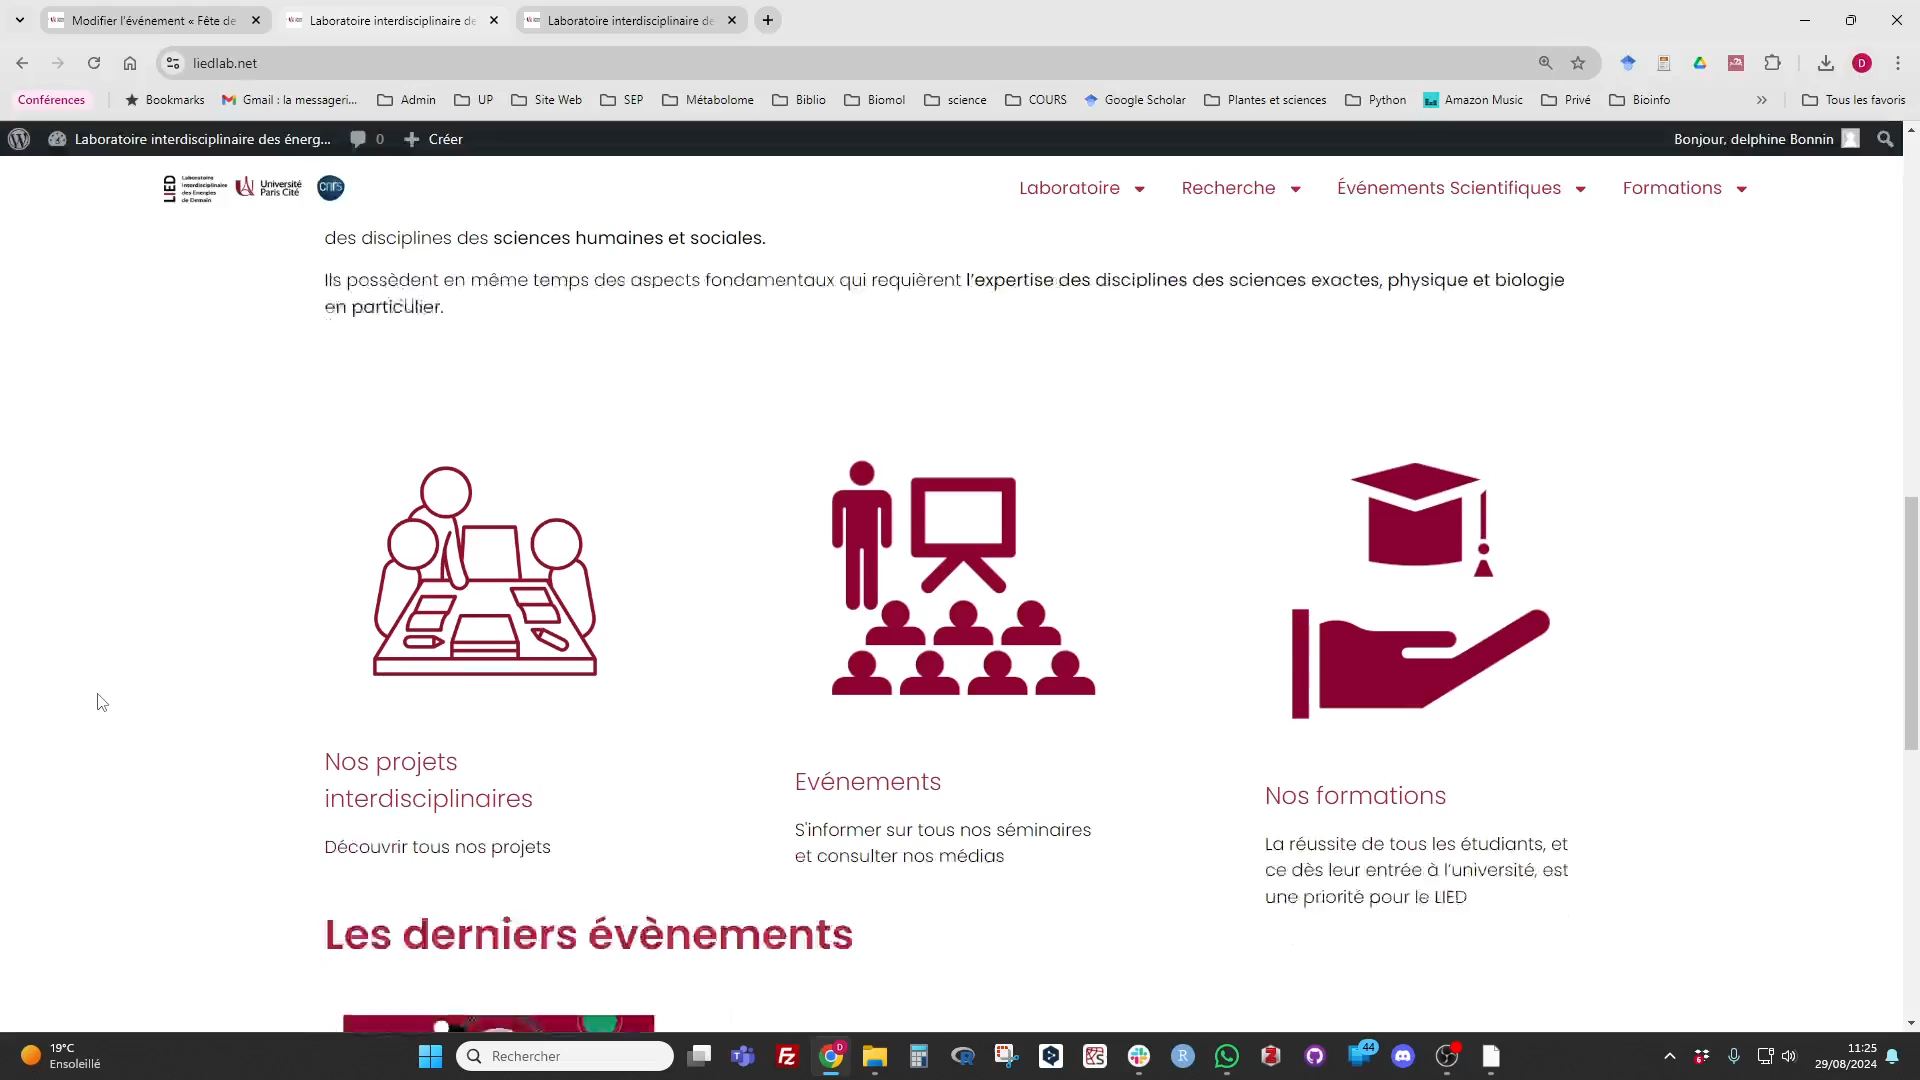 Modifier l'événement « Fête de
Laboratoire interdisciplinaire de
Laboratoire interdisciplinaire de
liedlab.net
D
Conférences
Bookmarks
Gmail : la messageri...
Admin
UP
Site Web
SEP
Métabolome
Biblio
Biomol
science
COURS
Google Scholar
Plantes et sciences
Python
Amazon Music
Privé
Bioinfo
Tous les favoris
Laboratoire interdisciplinaire des énerg...
0
Créer
Bonjour, delphine Bonnin
LIED
Laboratoire
Interdisciplinaire
des Energies
de Demain
Université
Paris Cité
cnrs
Laboratoire
Recherche
Événements Scientifiques
Formations
des disciplines des sciences humaines et sociales.
Ils possèdent en même temps des aspects fondamentaux qui requièrent l'expertise des disciplines des sciences exactes, physique et biologie
en particulier.
Nos projets
interdisciplinaires
Découvrir tous nos projets
Evénements
S'informer sur tous nos séminaires
et consulter nos médias
Nos formations
La réussite de tous les étudiants, et
ce dès leur entrée à l'université, est
une priorité pour le LIED
Les derniers évènements
19°C
Ensoleillé
Rechercher
44
11:25
29/08/2024